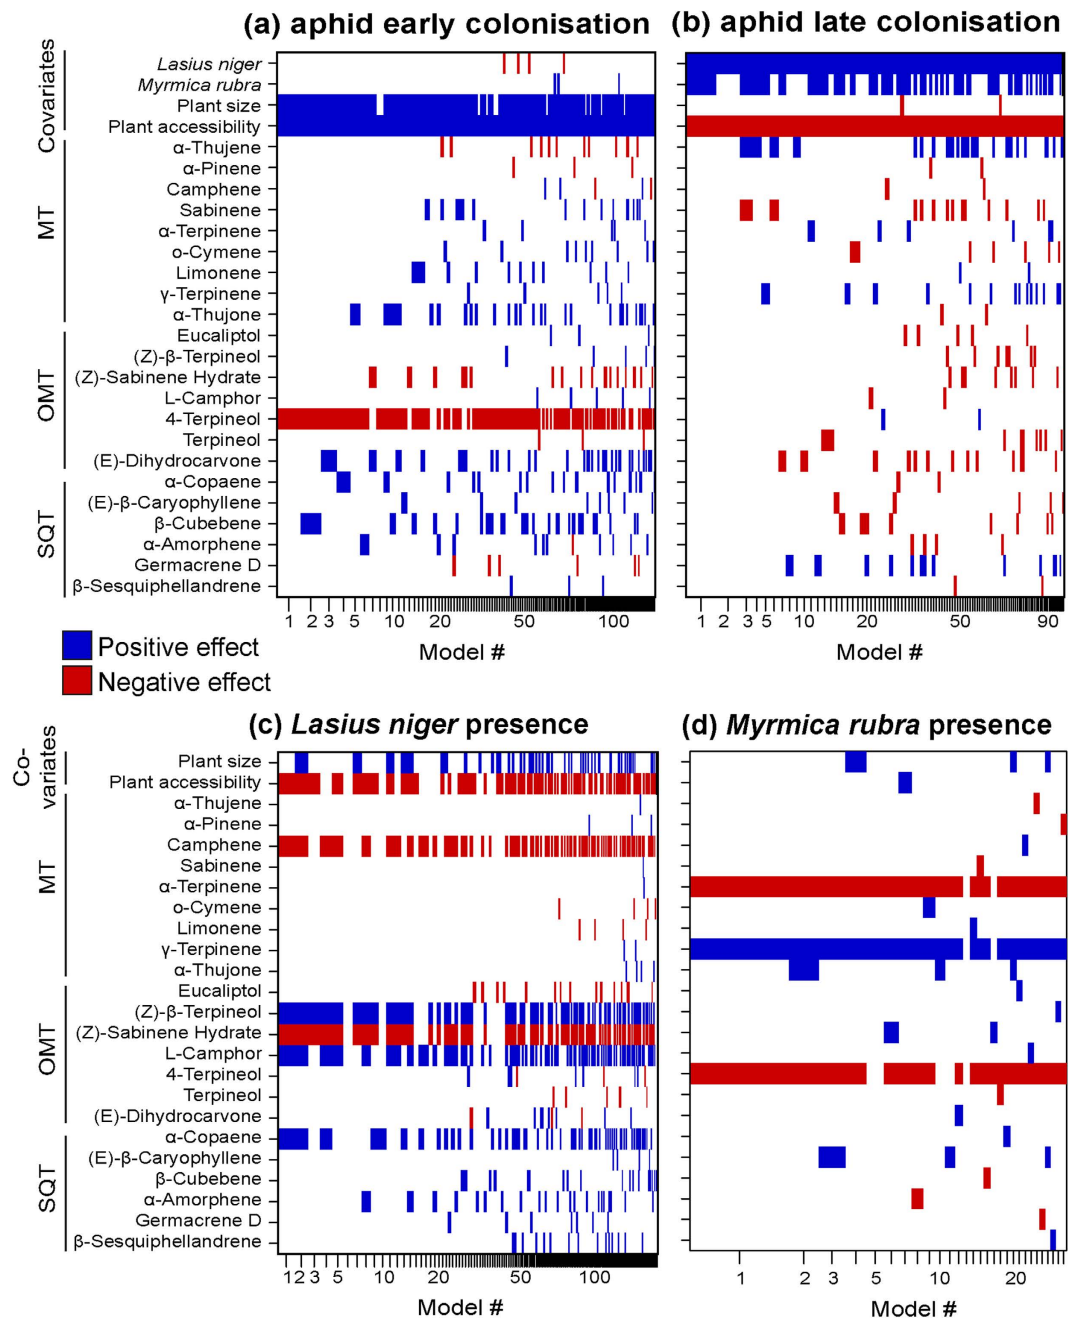 (a) aphid early colonisation
(b) aphid late colonisation
Covariates
Lasius niger
Myrmica rubra
Plant size
Plant accessibility
MT
α-Thujene
α-Pinene
Camphene
Sabinene
α-Terpinene
o-Cymene
Limonene
γ-Terpinene
α-Thujone
OMT
Eucaliptol
(Z)-β-Terpineol
(Z)-Sabinene Hydrate
L-Camphor
4-Terpineol
Terpineol
(E)-Dihydrocarvone
SQT
α-Copaene
(E)-β-Caryophyllene
β-Cubebene
α-Amorphene
Germacrene D
β-Sesquiphellandrene
1 2 3 5 10 20 50 100
1 2 3 5 10 20 50 90
Model #
Model #
Positive effect
Negative effect
(c) Lasius niger presence
(d) Myrmica rubra presence
Co-
variates
Plant size
Plant accessibility
MT
α-Thujene
α-Pinene
Camphene
Sabinene
α-Terpinene
o-Cymene
Limonene
γ-Terpinene
α-Thujone
OMT
Eucaliptol
(Z)-β-Terpineol
(Z)-Sabinene Hydrate
L-Camphor
4-Terpineol
Terpineol
(E)-Dihydrocarvone
SQT
α-Copaene
(E)-β-Caryophyllene
β-Cubebene
α-Amorphene
Germacrene D
β-Sesquiphellandrene
1 2 3 5 10 20 50 100
1 2 3 5 10 20
Model #
Model #